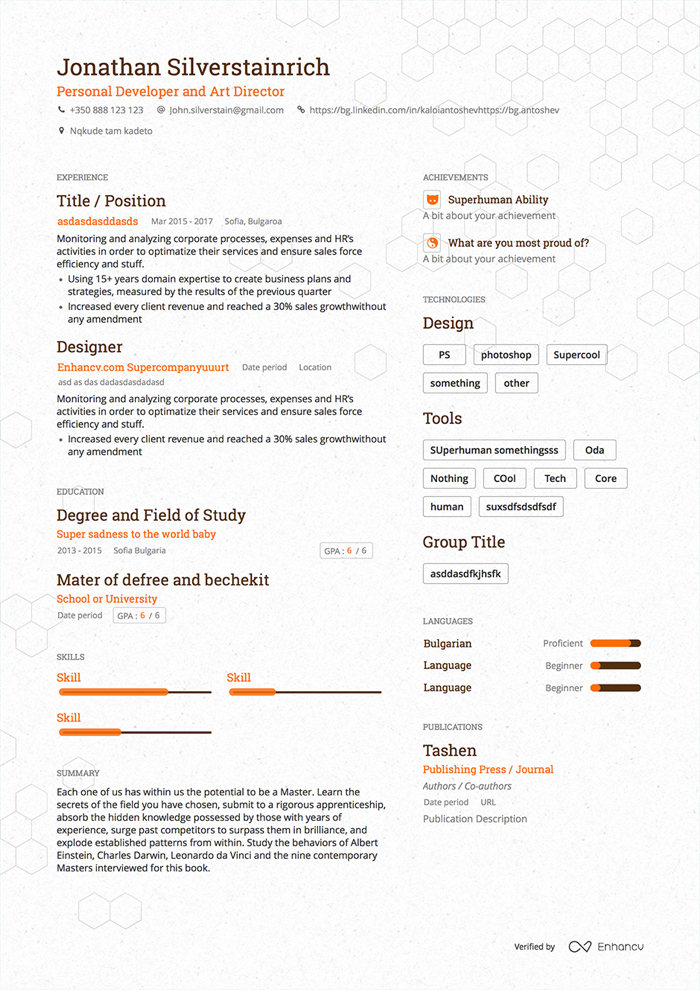 Jonathan Silverstainrich
Personal Developer and Art Director
+350 888 123 123 John.silverstain@gmail.com https://bg.linkedin.com/in/kaloiantoshevhttps://bg.antoshev
Nqkude tam kadeto
EXPERIENCE
Title / Position
asdasdasddasds Mar 2015 - 2017 Sofia, Bulgaroa
Monitoring and analyzing corporate processes, expenses and HR's
activities in order to optimatize their services and ensure sales force
efficiency and stuff.
• Using 15+ years domain expertise to create business plans and
strategies, measured by the results of the previous quarter
• Increased every client revenue and reached a 30% sales growthwithout
any amendment
Designer
Enhancv.com Supercompanyuuurt Date period Location
asd as das dadasdasdadasd
Monitoring and analyzing corporate processes, expenses and HR's
activities in order to optimatize their services and ensure sales force
efficiency and stuff.
• Increased every client revenue and reached a 30% sales growthwithout
any amendment
EDUCATION
Degree and Field of Study
Super sadness to the world baby
2013 - 2015 Sofia Bulgaria GPA : 6 / 6
Mater of defree and bechekit
School or University
Date period GPA : 6 / 6
SKILLS
Skill Skill
Skill
SUMMARY
Each one of us has within us the potential to be a Master. Learn the
secrets of the field you have chosen, submit to a rigorous apprenticeship,
absorb the hidden knowledge possessed by those with years of
experience, surge past competitors to surpass them in brilliance, and
explode established patterns from within. Study the behaviors of Albert
Einstein, Charles Darwin, Leonardo da Vinci and the nine contemporary
Masters interviewed for this book.
ACHIEVEMENTS
Superhuman Ability
A bit about your achievement
What are you most proud of?
A bit about your achievement
TECHNOLOGIES
Design
PS photoshop Supercool
something other
Tools
SUperhuman somethingsss Oda
Nothing COol Tech Core
human suxsdfsdsdfsdf
Group Title
asddasdfkjhsfk
LANGUAGES
Bulgarian Proficient
Language Beginner
Language Beginner
PUBLICATIONS
Tashen
Publishing Press / Journal
Authors / Co-authors
Date period URL
Publication Description
Verified by Enhancv